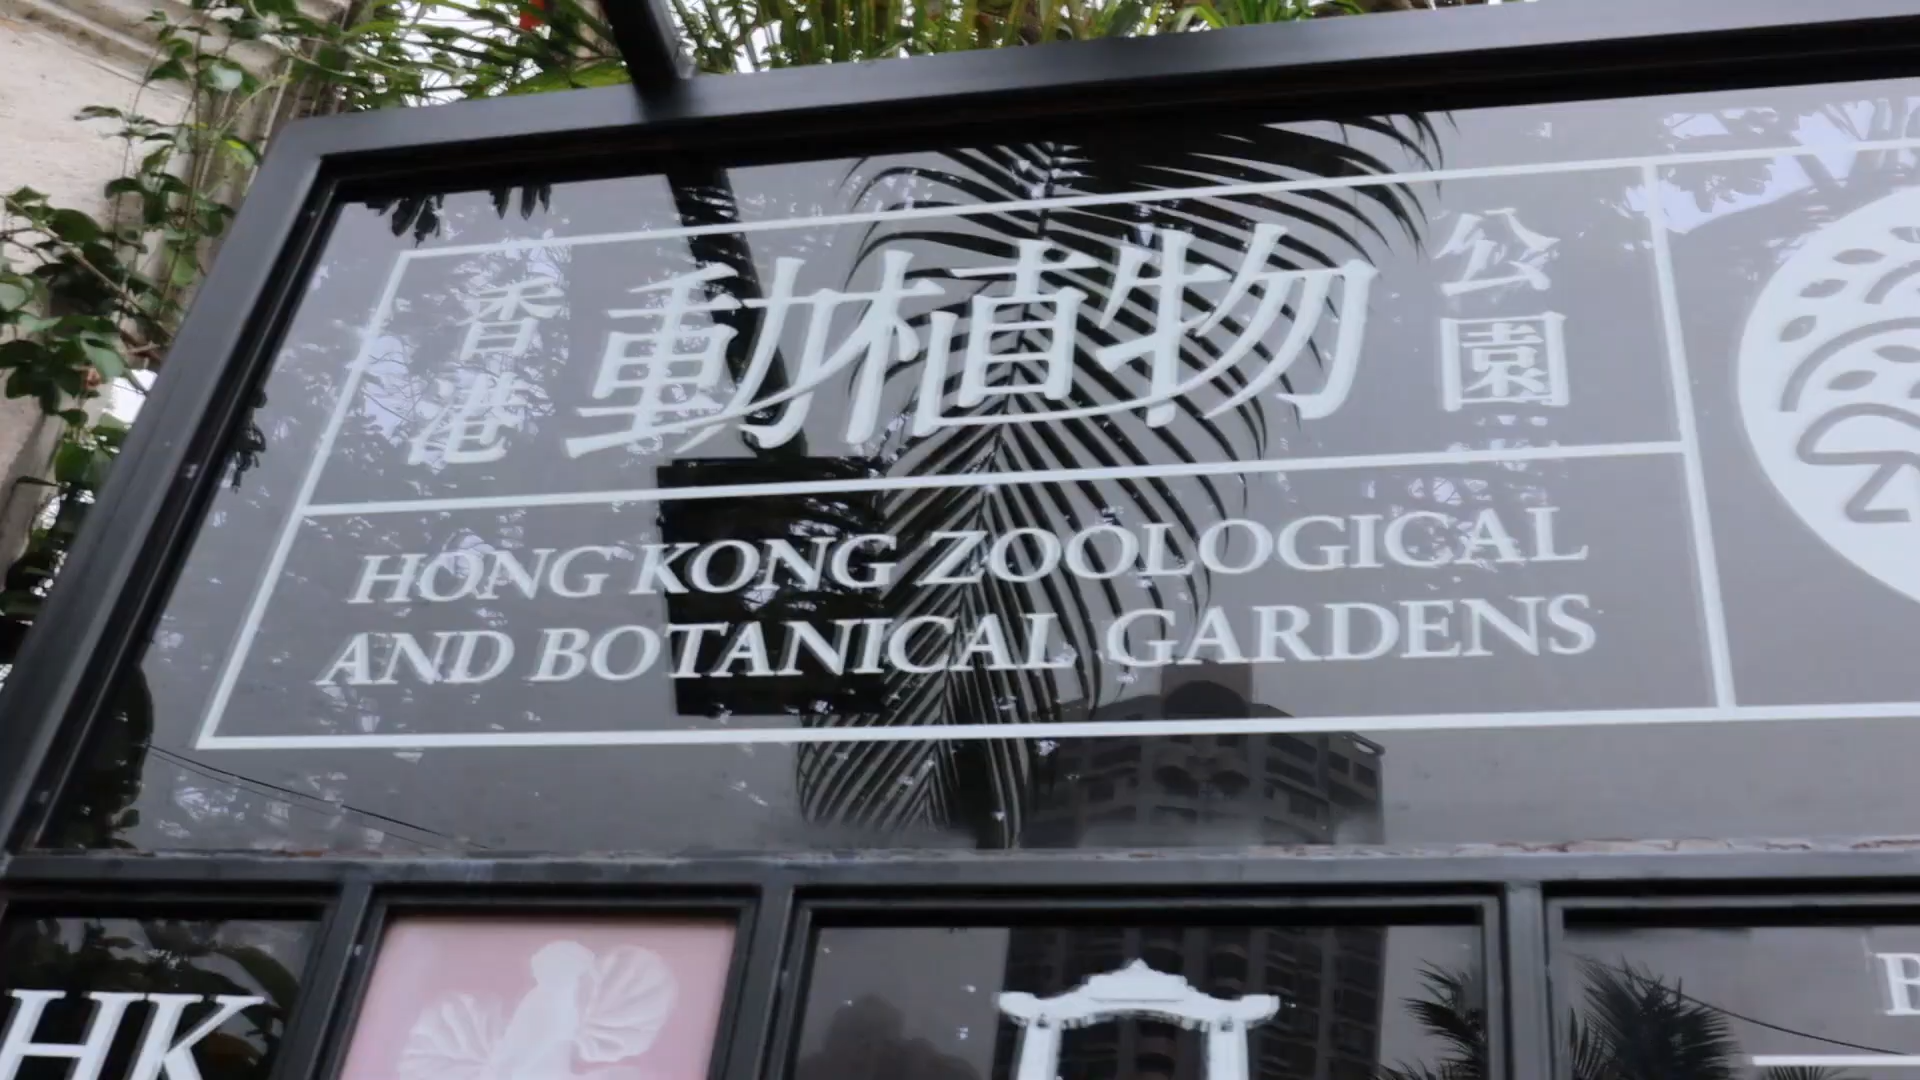 香港動植物公園
HONG KONG ZOOLOGICAL
AND BOTANICAL GARDENS
HK